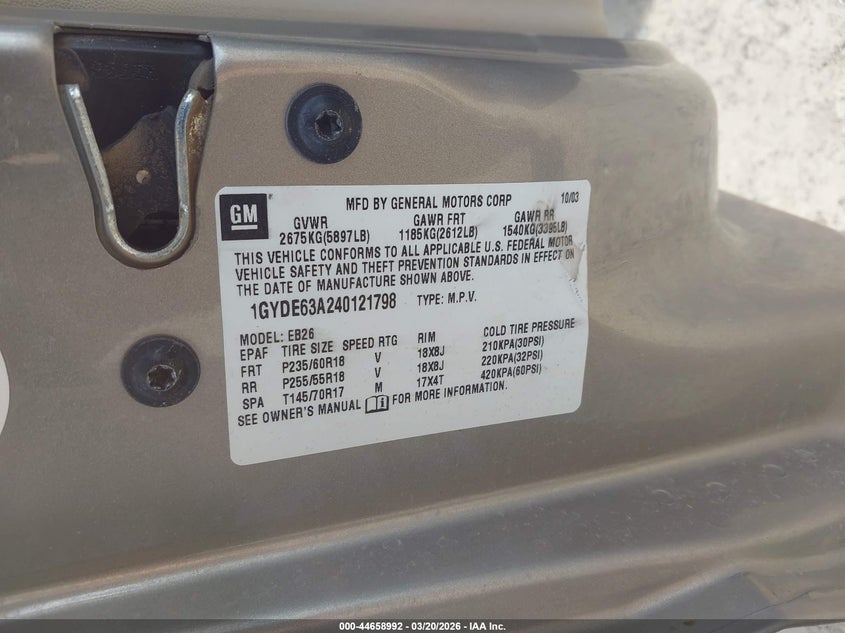 GM
MFD BY GENERAL MOTORS CORP 10/03
GVWR GAWR FRT GAWR RR
2675KG(5897LB) 1185KG(2612LB) 1540KG(3395LB)
THIS VEHICLE CONFORMS TO ALL APPLICABLE U.S. FEDERAL MOTOR
VEHICLE SAFETY AND THEFT PREVENTION STANDARDS IN EFFECT ON
THE DATE OF MANUFACTURE SHOWN ABOVE.
1GYDE63A240121798 TYPE: M.P.V.
MODEL: EB26
EPAF TIRE SIZE SPEED RTG RIM COLD TIRE PRESSURE
FRT P235/60R18 V 18X8J 210KPA(30PSI)
RR P255/55R18 V 18X8J 220KPA(32PSI)
SPA T145/70R17 M 17X4T 420KPA(60PSI)
SEE OWNER'S MANUAL FOR MORE INFORMATION.
000-44658992 | 03/20/2026 | IAA Inc.